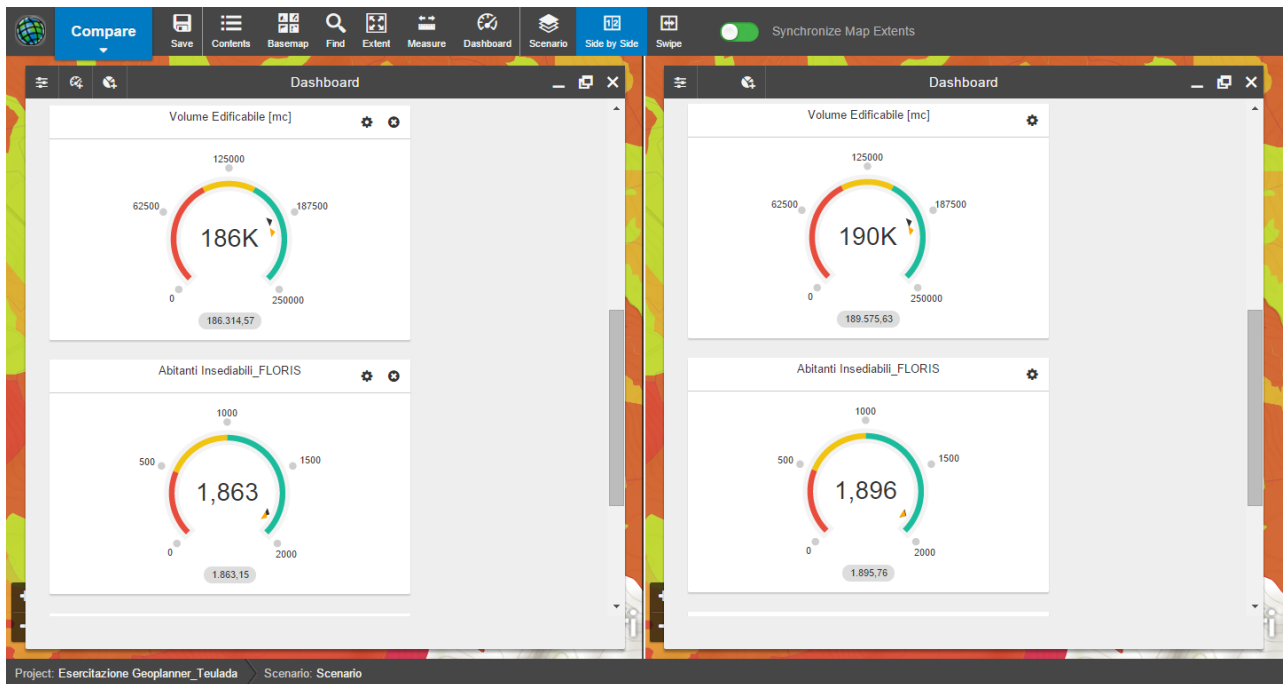 Compare
Save
Contents
Basemap
Find
Extent
Measure
Dashboard
Scenario
Side by Side
Swipe
Synchronize Map Extents
Dashboard
Volume Edificabile [mc]
125000
62500
187500
186K
0
250000
186.314,57
Abitanti Insediabili_FLORIS
1000
500
1500
1,863
0
2000
1.863,15
Dashboard
Volume Edificabile [mc]
125000
62500
187500
190K
0
250000
189.575,63
Abitanti Insediabili_FLORIS
1000
500
1500
1,896
0
2000
1.895,76
Project: Esercitazione Geoplanner_Teulada
Scenario: Scenario